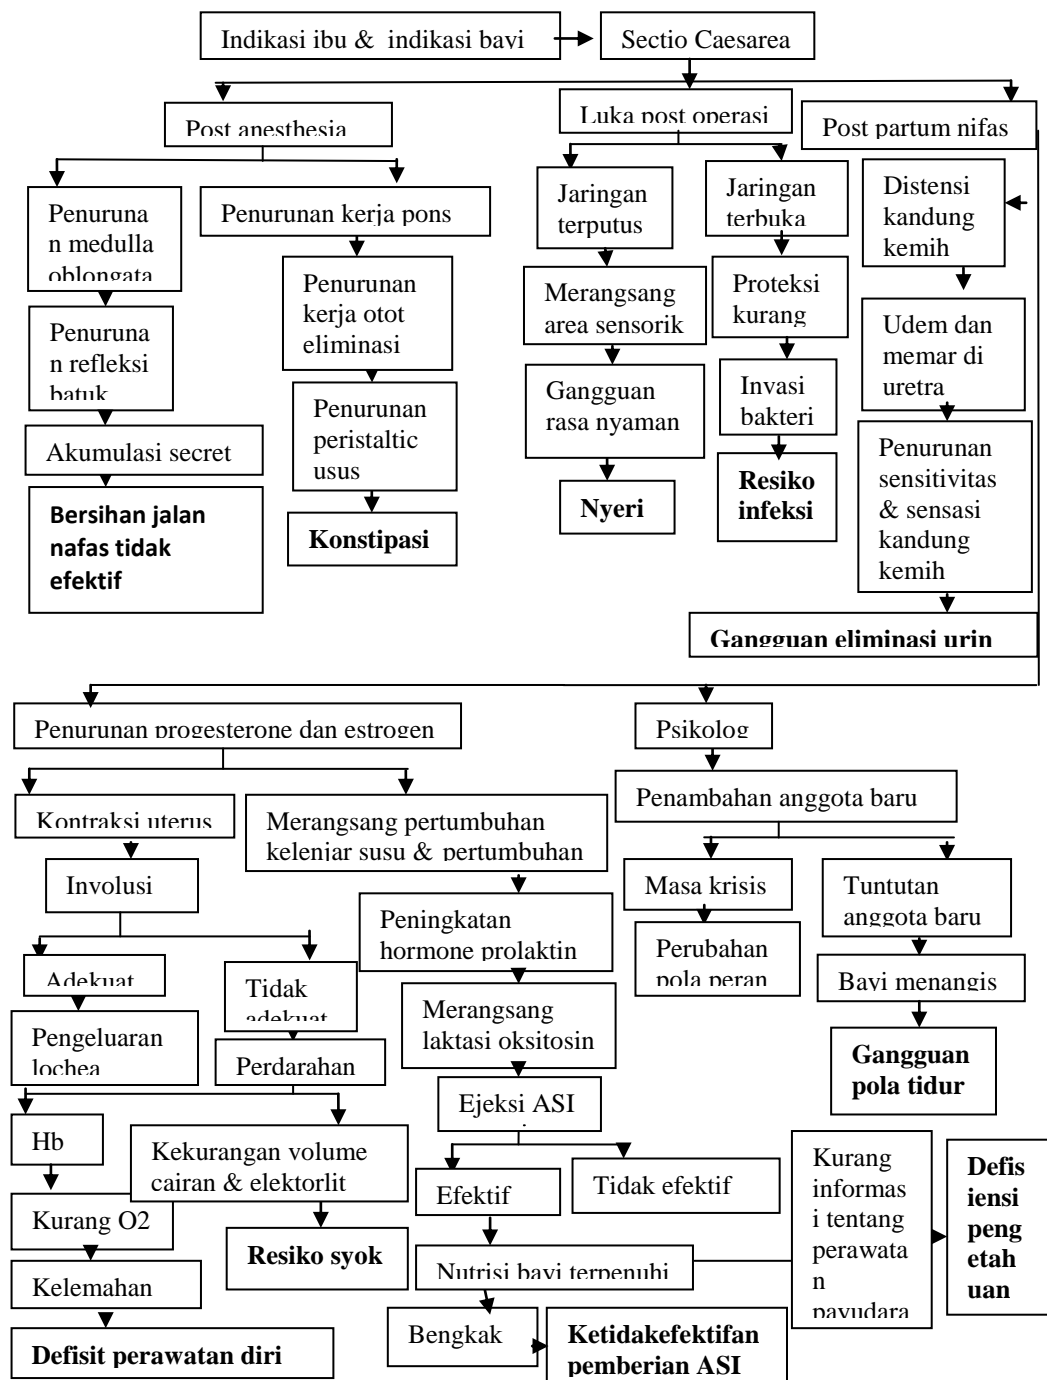 Indikasi ibu & indikasi bayi
Sectio Caesarea
Post anesthesia
Luka post operasi
Post partum nifas
Penuruna
n medulla
oblongata
Penurunan kerja pons
Jaringan
terputus
Jaringan
terbuka
Distensi
kandung
kemih
Penuruna
n refleksi
batuk
Penurunan
kerja otot
eliminasi
Merangsang
area sensorik
Proteksi
kurang
Udem dan
memar di
uretra
Akumulasi secret
Penurunan
peristaltic
usus
Gangguan
rasa nyaman
Invasi
bakteri
Penurunan
sensitivitas
& sensasi
kandung
kemih
Bersihan jalan
nafas tidak
efektif
Konstipasi
Nyeri
Resiko
infeksi
Gangguan eliminasi urin
Penurunan progesterone dan estrogen
Psikolog
Kontraksi uterus
Merangsang pertumbuhan
kelenjar susu & pertumbuhan
Penambahan anggota baru
Involusi
Peningkatan
hormone prolaktin
Masa krisis
Tuntutan
anggota baru
Adekuat
Tidak
adekuat
Perubahan
pola peran
Bayi menangis
Pengeluaran
lochea
Perdarahan
Merangsang
laktasi oksitosin
Gangguan
pola tidur
Hb
Kekurangan volume
cairan & elektorlit
Ejeksi ASI
Efektif
Tidak efektif
Kurang
informas
i tentang
perawata
n
payudara
Defis
iensi
peng
etah
uan
Kurang O2
Resiko syok
Nutrisi bayi terpenuhi
Kelemahan
Bengkak
Ketidakefektifan
pemberian ASI
Defisit perawatan diri